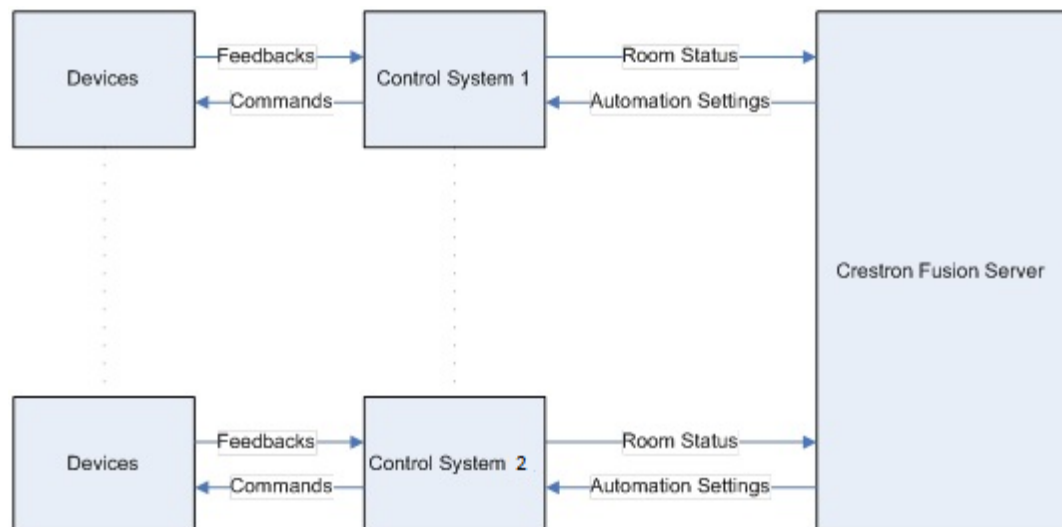 Devices
Feedbacks
Commands
Control System 1
Room Status
Automation Settings
Crestron Fusion Server
Devices
Feedbacks
Commands
Control System 2
Room Status
Automation Settings